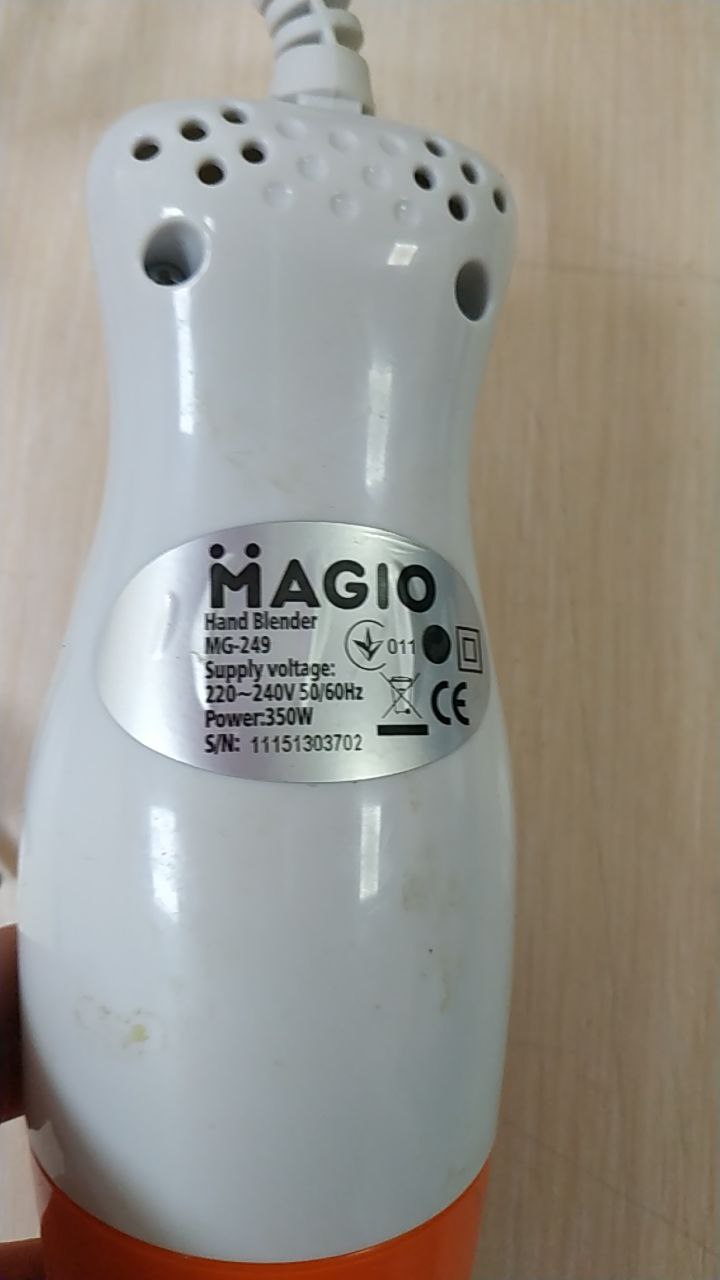 MAGIO
Hand Blender
MG-249
011
Supply voltage:
220~240V 50/60Hz
Power:350W
CE
S/N: 11151303702